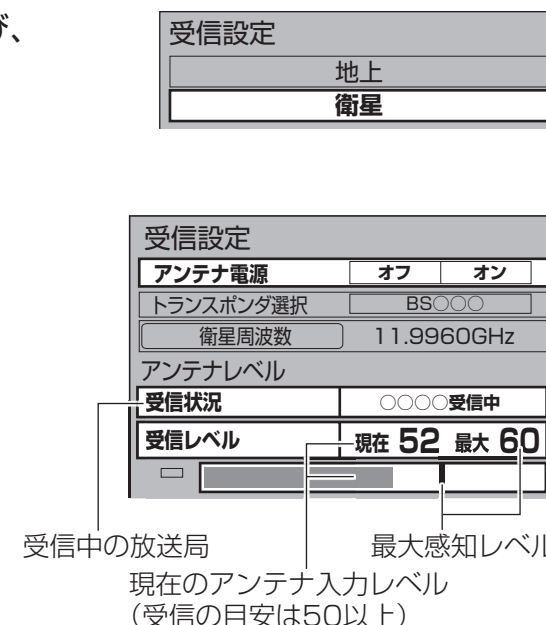 び、
受信設定
地上
衛星
受信設定
アンテナ電源 オフ オン
トランスポンダ選択 BS○○○
衛星周波数 11.9960GHz
アンテナレベル
受信状況 ○○○○受信中
受信レベル 現在 52 最大 60
受信中の放送局 最大感知レベル
現在のアンテナ入力レベル
(受信の目安は50以上)